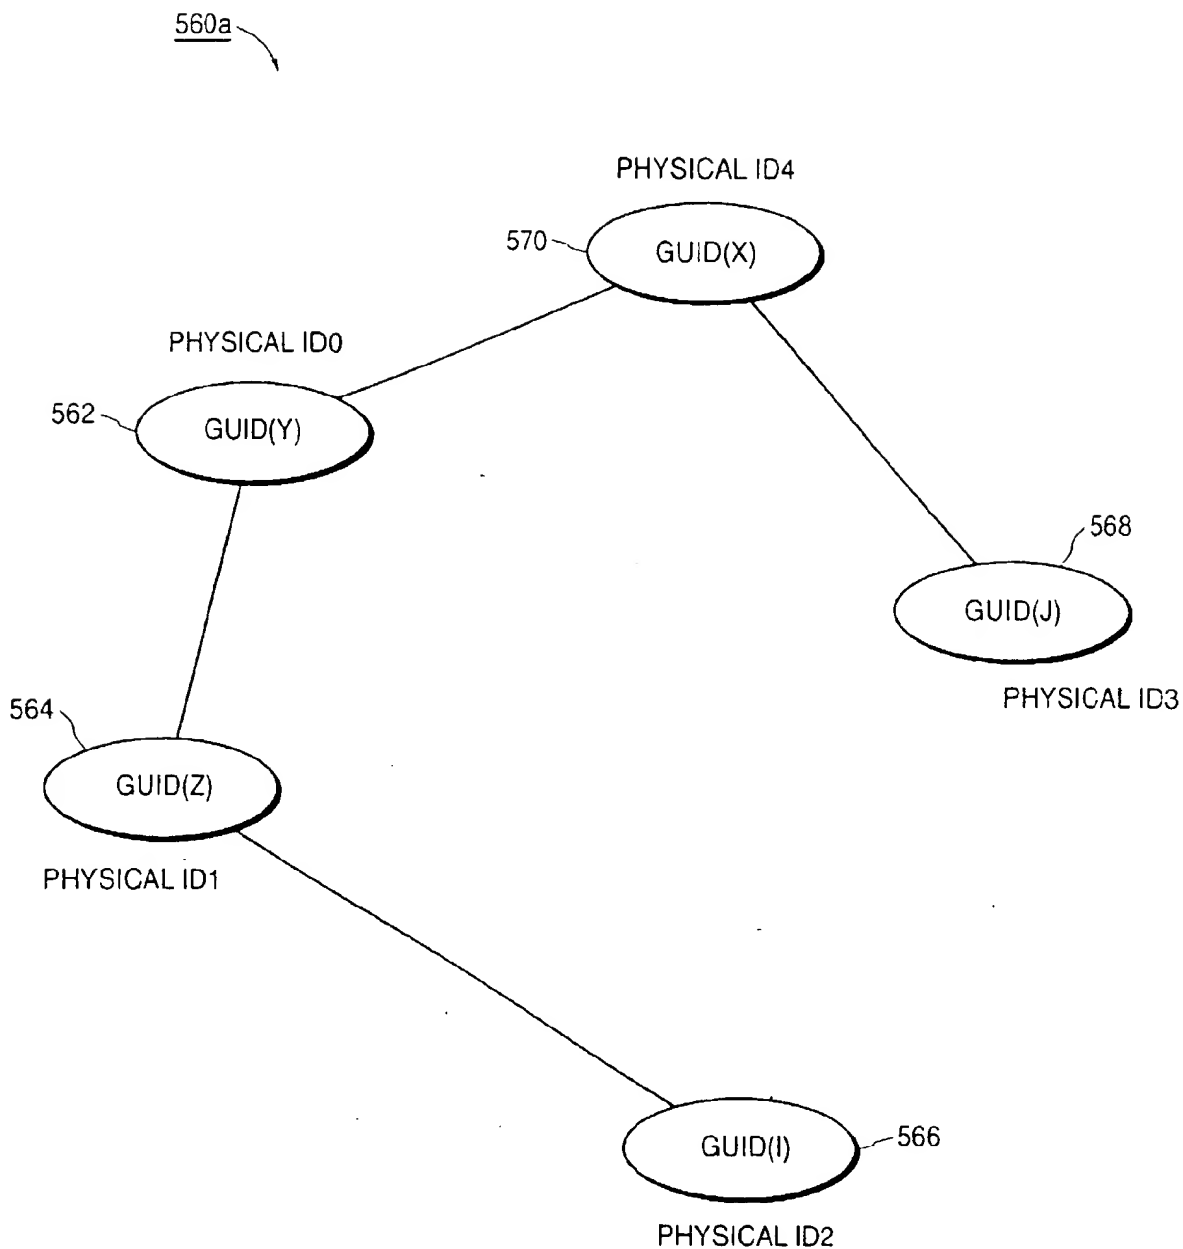 560a
PHYSICAL ID4
570
GUID(X)
PHYSICAL ID0
562
GUID(Y)
568
GUID(J)
PHYSICAL ID3
564
GUID(Z)
PHYSICAL ID1
GUID(I)
566
PHYSICAL ID2